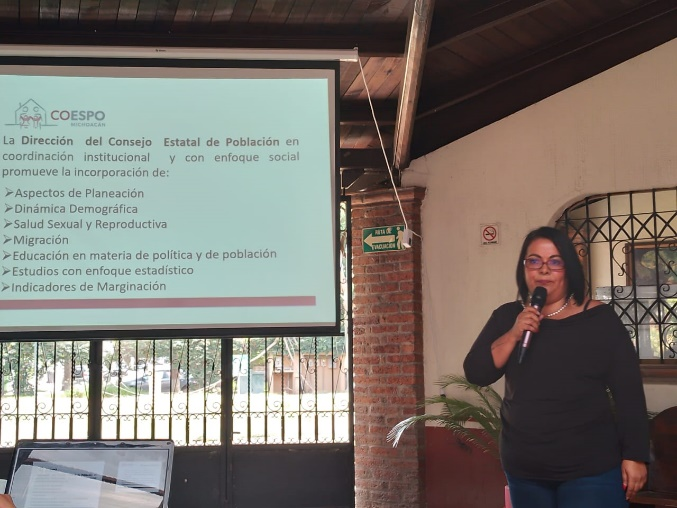 COESPO
MICHOACÁN
La Dirección del Consejo Estatal de Población en
coordinación institucional y con enfoque social
promueve la incorporación de:
➤Aspectos de Planeación
➤Dinámica Demográfica
➤Salud Sexual y Reproductiva
➤Migración
➤Educación en materia de política y de población
➤Estudios con enfoque estadístico
➤Indicadores de Marginación
RUTA DE
EVACUACIÓN